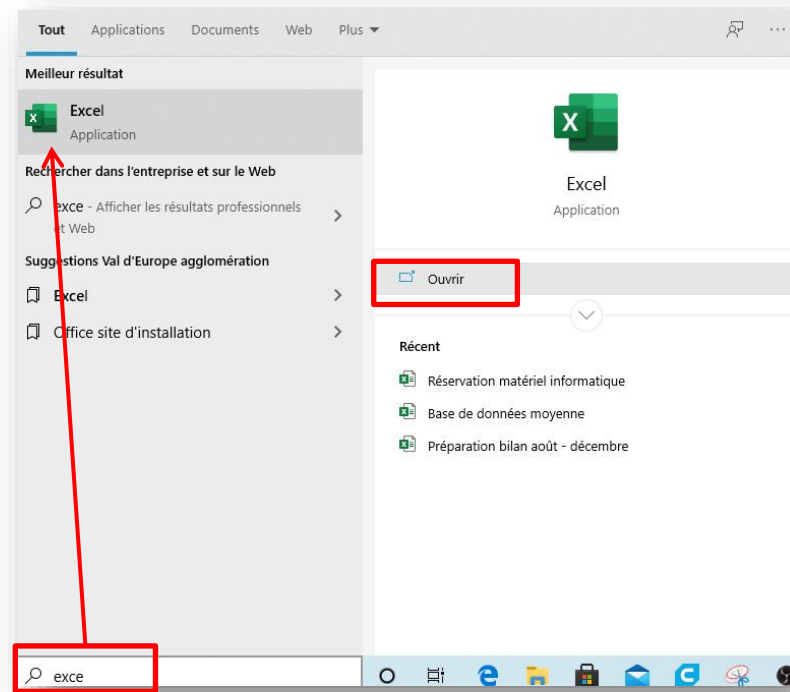 Tout Applications Documents Web Plus
Meilleur résultat
Excel
Application
Rechercher dans l'entreprise et sur le Web
exce - Afficher les résultats professionnels
et Web
Suggestions Val d'Europe agglomération
Excel
Office site d'installation
exce
Excel
Application
Ouvrir
Récent
Réservation matériel informatique
Base de données moyenne
Préparation bilan août - décembre